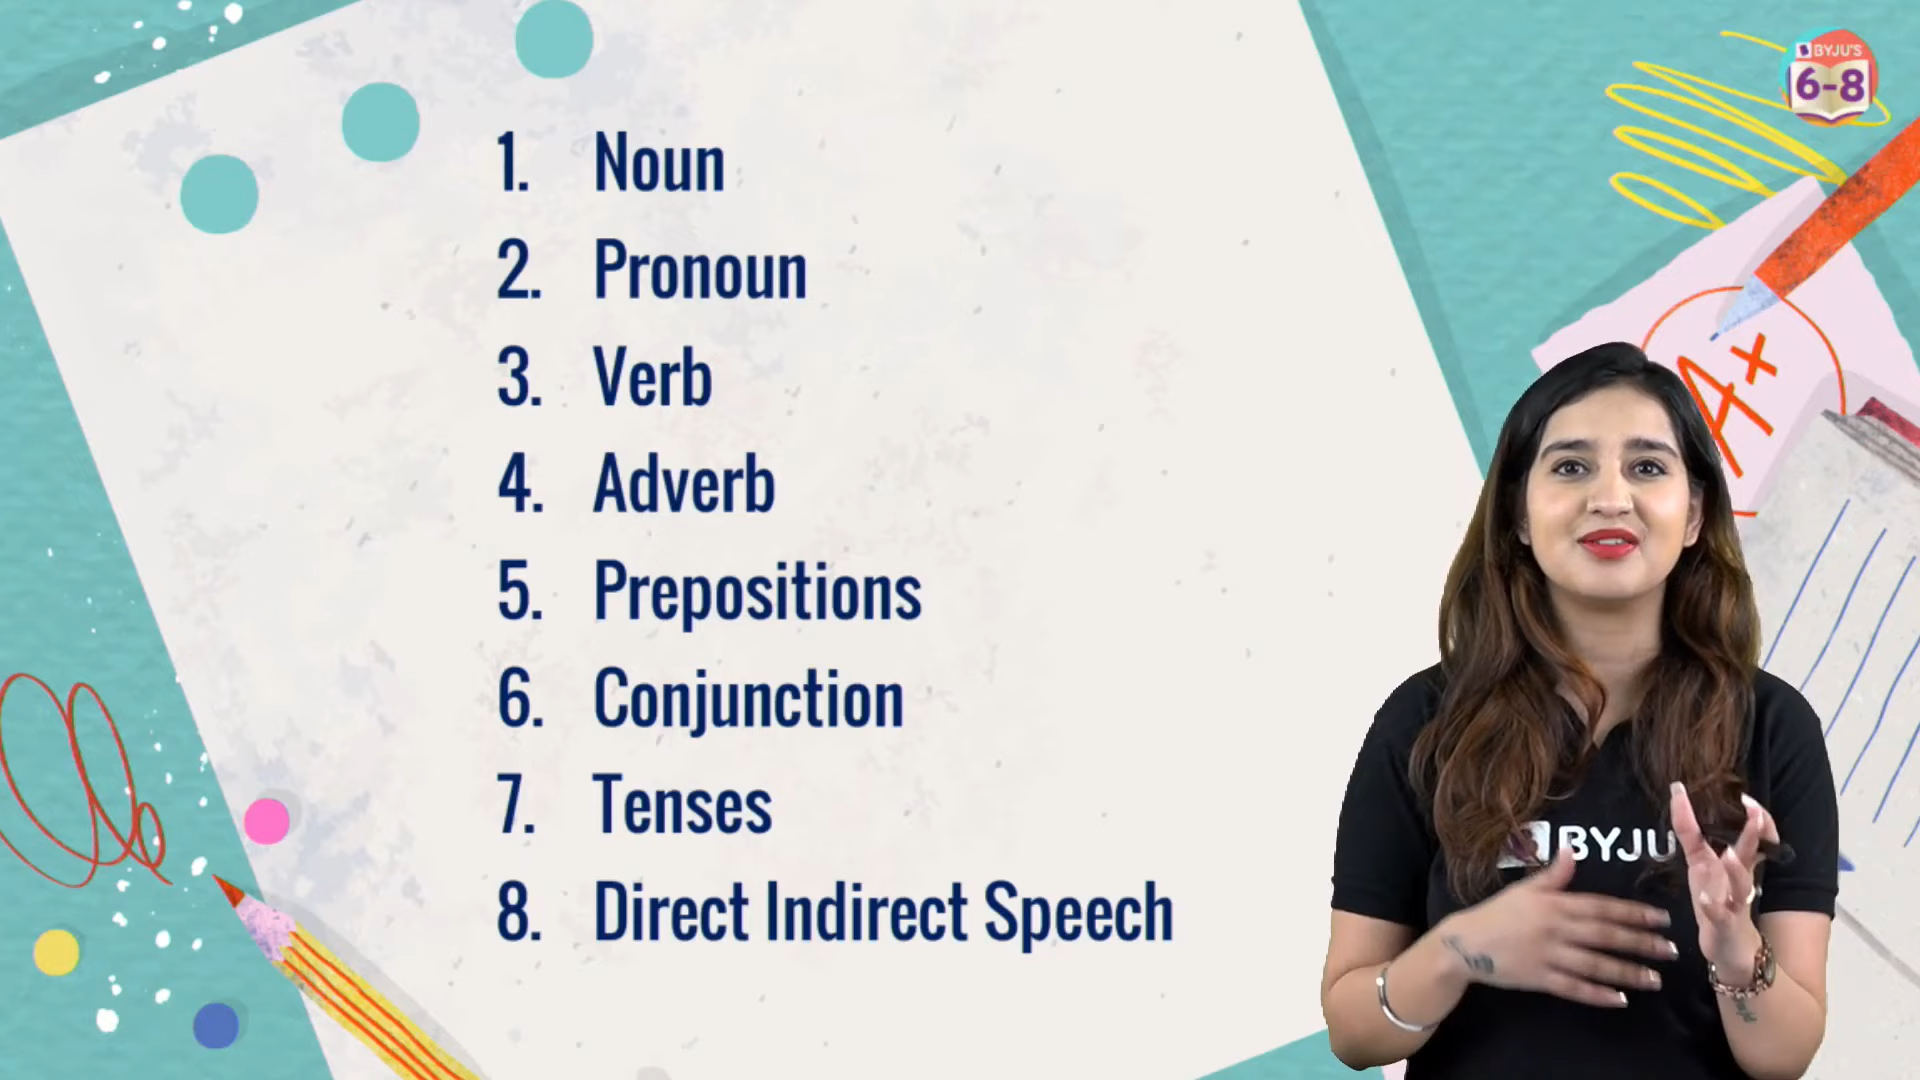 BYJU'S
6-8
1. Noun
2. Pronoun
3. Verb
4. Adverb
5. Prepositions
6. Conjunction
7. Tenses
8. Direct Indirect Speech
A+
BYJU